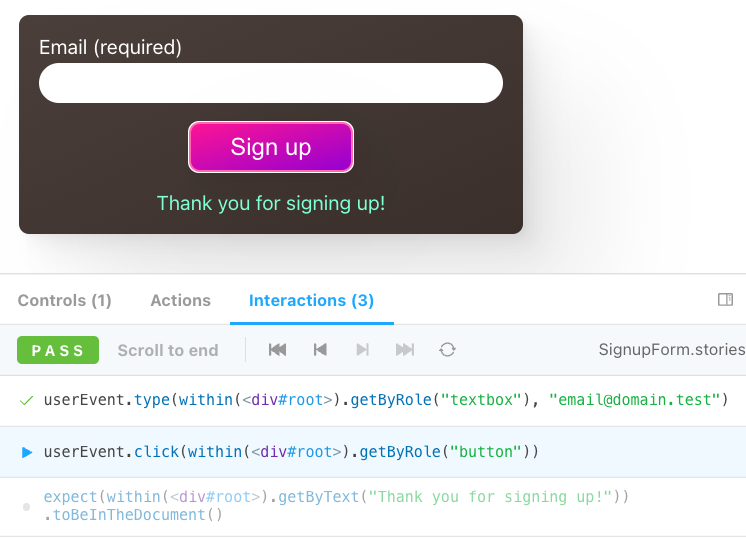 Email (required)
Sign up
Thank you for signing up!
Controls (1) Actions Interactions (3)
PASS Scroll to end SignupForm.stories
userEvent.type(within(<div#root>).getByRole("textbox"), "email@domain.test")
userEvent.click(within(<div#root>).getByRole("button"))
expect(within(<div#root>).getByText("Thank you for signing up!"))
.toBeInTheDocument()